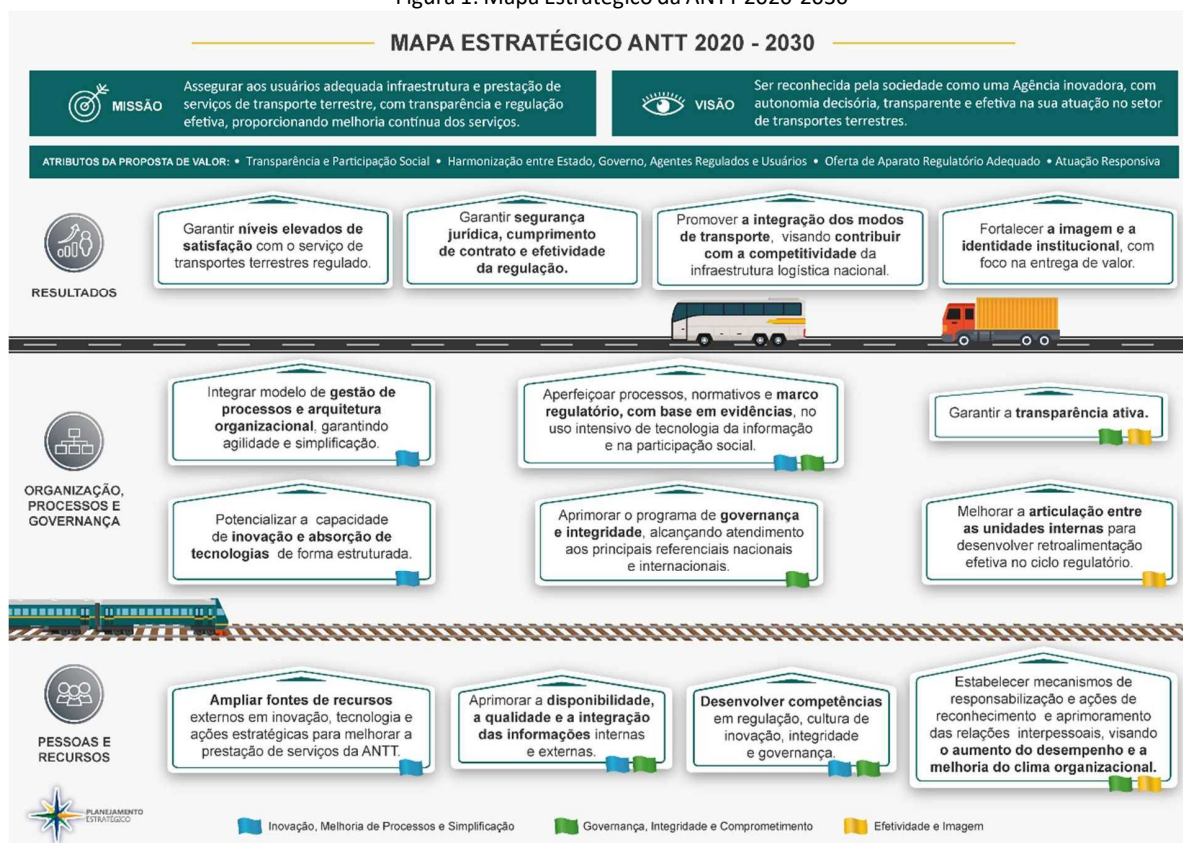 Figura 1: Mapa Estratégico da ANTT 2020-2030
MAPA ESTRATÉGICO ANTT 2020 - 2030
MISSÃO
Assegurar aos usuários adequada infraestrutura e prestação de
serviços de transporte terrestre, com transparência e regulação
efetiva, proporcionando melhoria contínua dos serviços.
VISÃO
Ser reconhecida pela sociedade como uma Agência inovadora, com
autonomia decisória, transparente e efetiva na sua atuação no setor
de transportes terrestres.
ATRIBUTOS DA PROPOSTA DE VALOR: • Transparência e Participação Social • Harmonização entre Estado, Governo, Agentes Regulados e Usuários • Oferta de Aparato Regulatório Adequado • Atuação Responsiva
RESULTADOS
Garantir níveis elevados de
satisfação com o serviço de
transportes terrestres regulado.
Garantir segurança
jurídica, cumprimento
de contrato e efetividade
da regulação.
Promover a integração dos modos
de transporte, visando contribuir
com a competitividade da
infraestrutura logística nacional.
Fortalecer a imagem e a
identidade institucional, com
foco na entrega de valor.
ORGANIZAÇÃO,
PROCESSOS E
GOVERNANÇA
Integrar modelo de gestão de
processos e arquitetura
organizacional, garantindo
agilidade e simplificação.
Aperfeiçoar processos, normativos e marco
regulatório, com base em evidências, no
uso intensivo de tecnologia da informação
e na participação social.
Garantir a transparência ativa.
Potencializar a capacidade
de inovação e absorção de
tecnologias de forma estruturada.
Aprimorar o programa de governança
e integridade, alcançando atendimento
aos principais referenciais nacionais
e internacionais.
Melhorar a articulação entre
as unidades internas para
desenvolver retroalimentação
efetiva no ciclo regulatório.
PESSOAS E
RECURSOS
Ampliar fontes de recursos
externos em inovação, tecnologia e
ações estratégicas para melhorar a
prestação de serviços da ANTT.
Aprimorar a disponibilidade,
a qualidade e a integração
das informações internas
e externas.
Desenvolver competências
em regulação, cultura de
inovação, integridade
e governança.
Estabelecer mecanismos de
responsabilização e ações de
reconhecimento e aprimoramento
das relações interpessoais, visando
o aumento do desempenho e a
melhoria do clima organizacional.
PLANEJAMENTO
ESTRATÉGICO
Inovação, Melhoria de Processos e Simplificação
Governança, Integridade e Comprometimento
Efetividade e Imagem